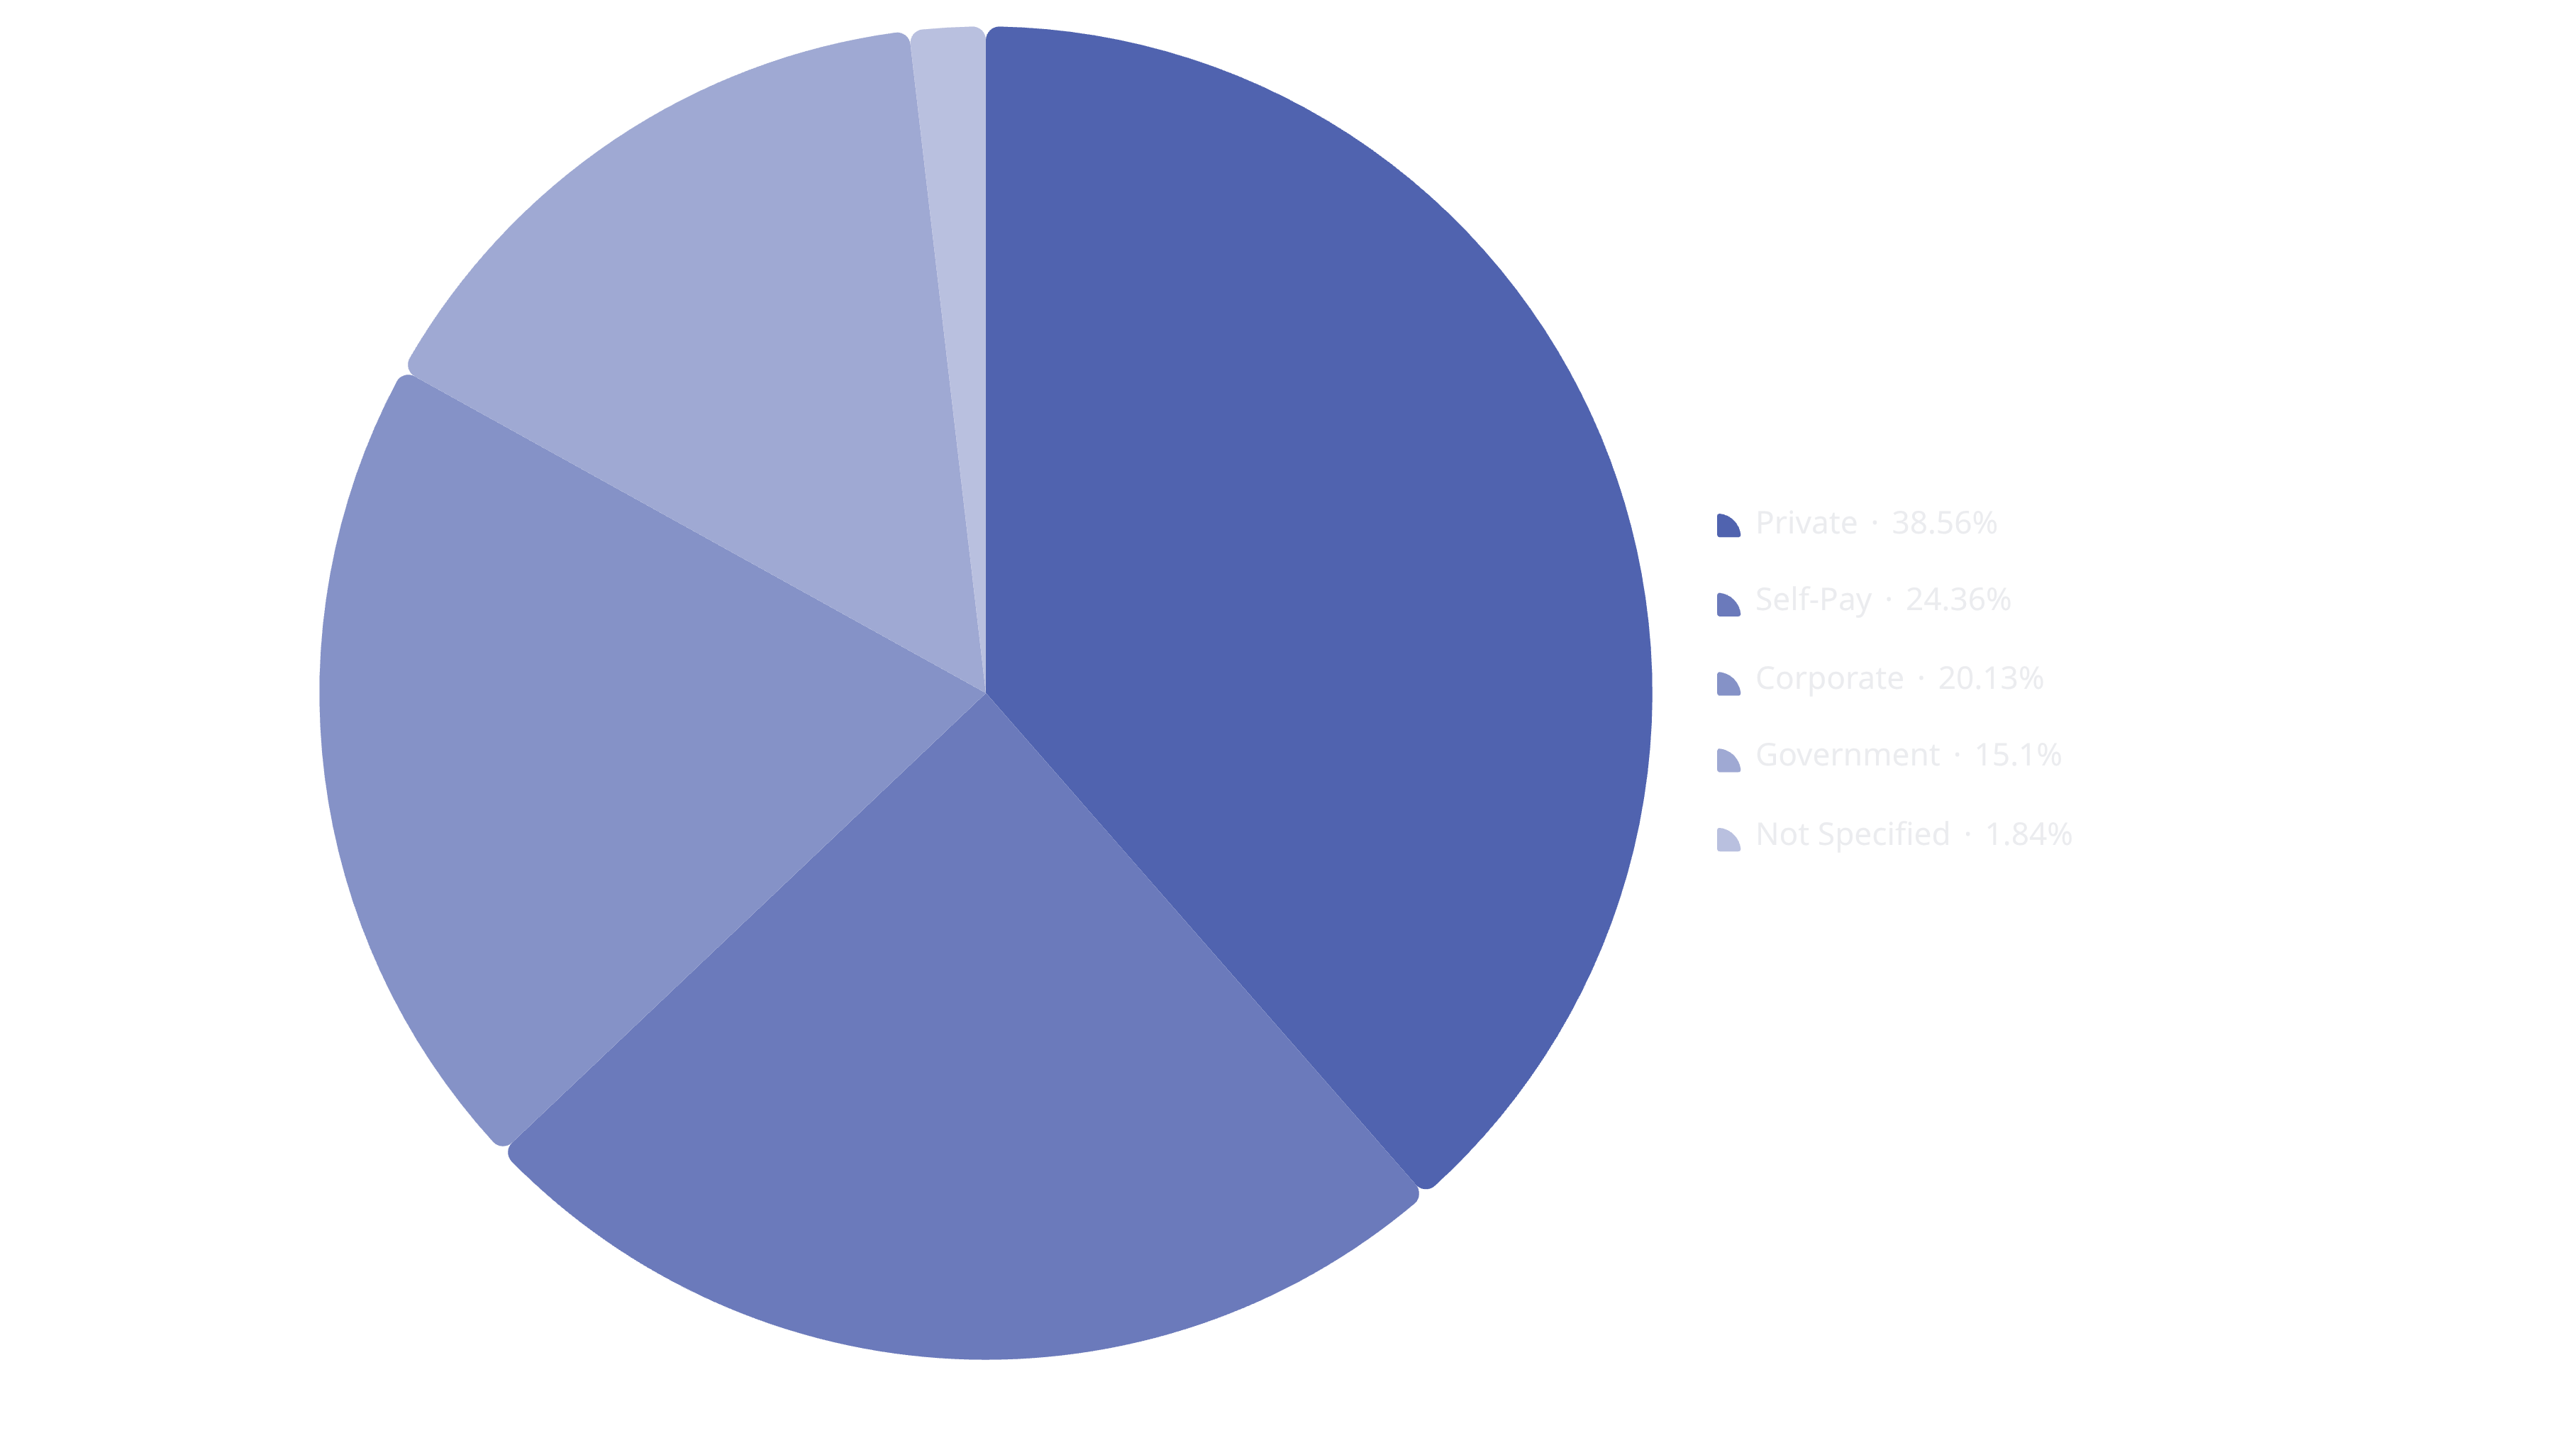 Private · 38.56%
Self-Pay · 24.36%
Corporate · 20.13%
Government · 15.1%
Not Specified · 1.84%